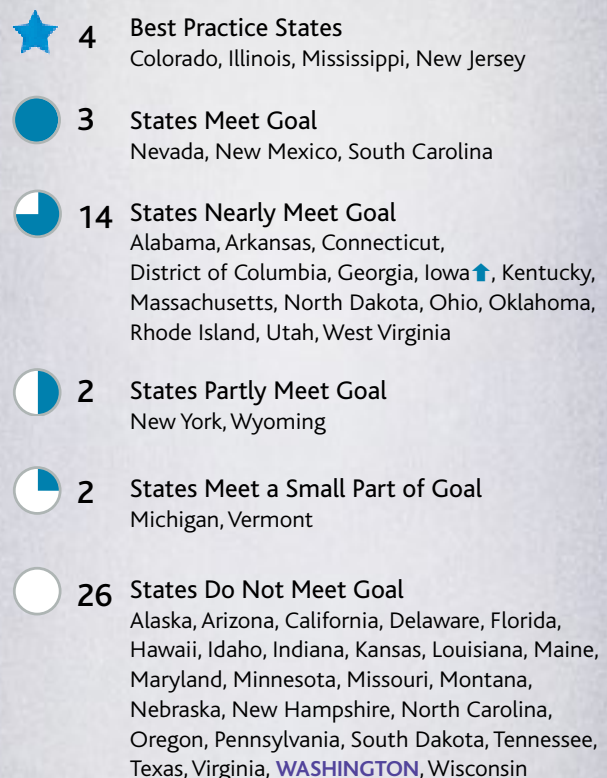 4 Best Practice States
Colorado, Illinois, Mississippi, New Jersey
3 States Meet Goal
Nevada, New Mexico, South Carolina
14 States Nearly Meet Goal
Alabama, Arkansas, Connecticut,
District of Columbia, Georgia, Iowa⬆, Kentucky,
Massachusetts, North Dakota, Ohio, Oklahoma,
Rhode Island, Utah, West Virginia
2 States Partly Meet Goal
New York, Wyoming
2 States Meet a Small Part of Goal
Michigan, Vermont
26 States Do Not Meet Goal
Alaska, Arizona, California, Delaware, Florida,
Hawaii, Idaho, Indiana, Kansas, Louisiana, Maine,
Maryland, Minnesota, Missouri, Montana,
Nebraska, New Hampshire, North Carolina,
Oregon, Pennsylvania, South Dakota, Tennessee,
Texas, Virginia, WASHINGTON, Wisconsin